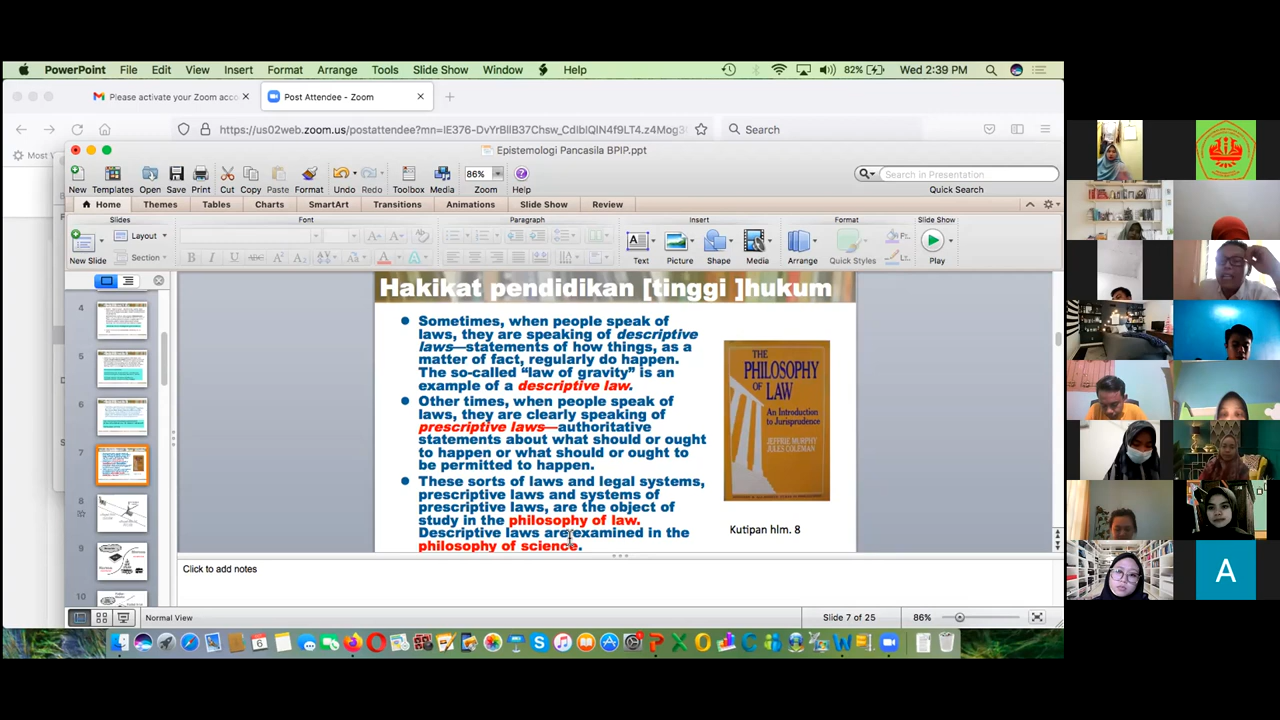 PowerPoint File Edit View Insert Format Arrange Tools Slide Show Window Help 82% Wed 2:39 PM
Please activate your Zoom acco Post Attendee - Zoom
Search
Most V
Epistemologi Pancasila BPIP.ppt
New Templates Open Save Print Cut Copy Paste Format Undo Redo Toolbox Media 86% Zoom Help
Search in Presentation
Quick Search
Home Themes Tables Charts SmartArt Transitions Animations Slide Show Review
Slides Font Paragraph Insert Format Slide Show
New Slide Layout Section Text Picture Shape Media Arrange Quick Styles Play
Hakikat pendidikan [tinggi ]hukum
Sometimes, when people speak of
laws, they are speaking of descriptive
laws—statements of how things, as a
matter of fact, regularly do happen.
The so-called “law of gravity” is an
example of a descriptive law.
Other times, when people speak of
laws, they are clearly speaking of
prescriptive laws—authoritative
statements about what should or ought
to happen or what should or ought to
be permitted to happen.
These sorts of laws and legal systems,
prescriptive laws and systems of
prescriptive laws, are the object of
study in the philosophy of law.
Descriptive laws are examined in the
philosophy of science.
THE
PHILOSOPHY
OF LAW
An Introduction
to Jurisprudence
JEFFRIE MURPHY
JULES COLEMAN
Kutipan hlm. 8
4
5
6
7
8
9
10
Click to add notes
Normal View Slide 7 of 25 86%
A